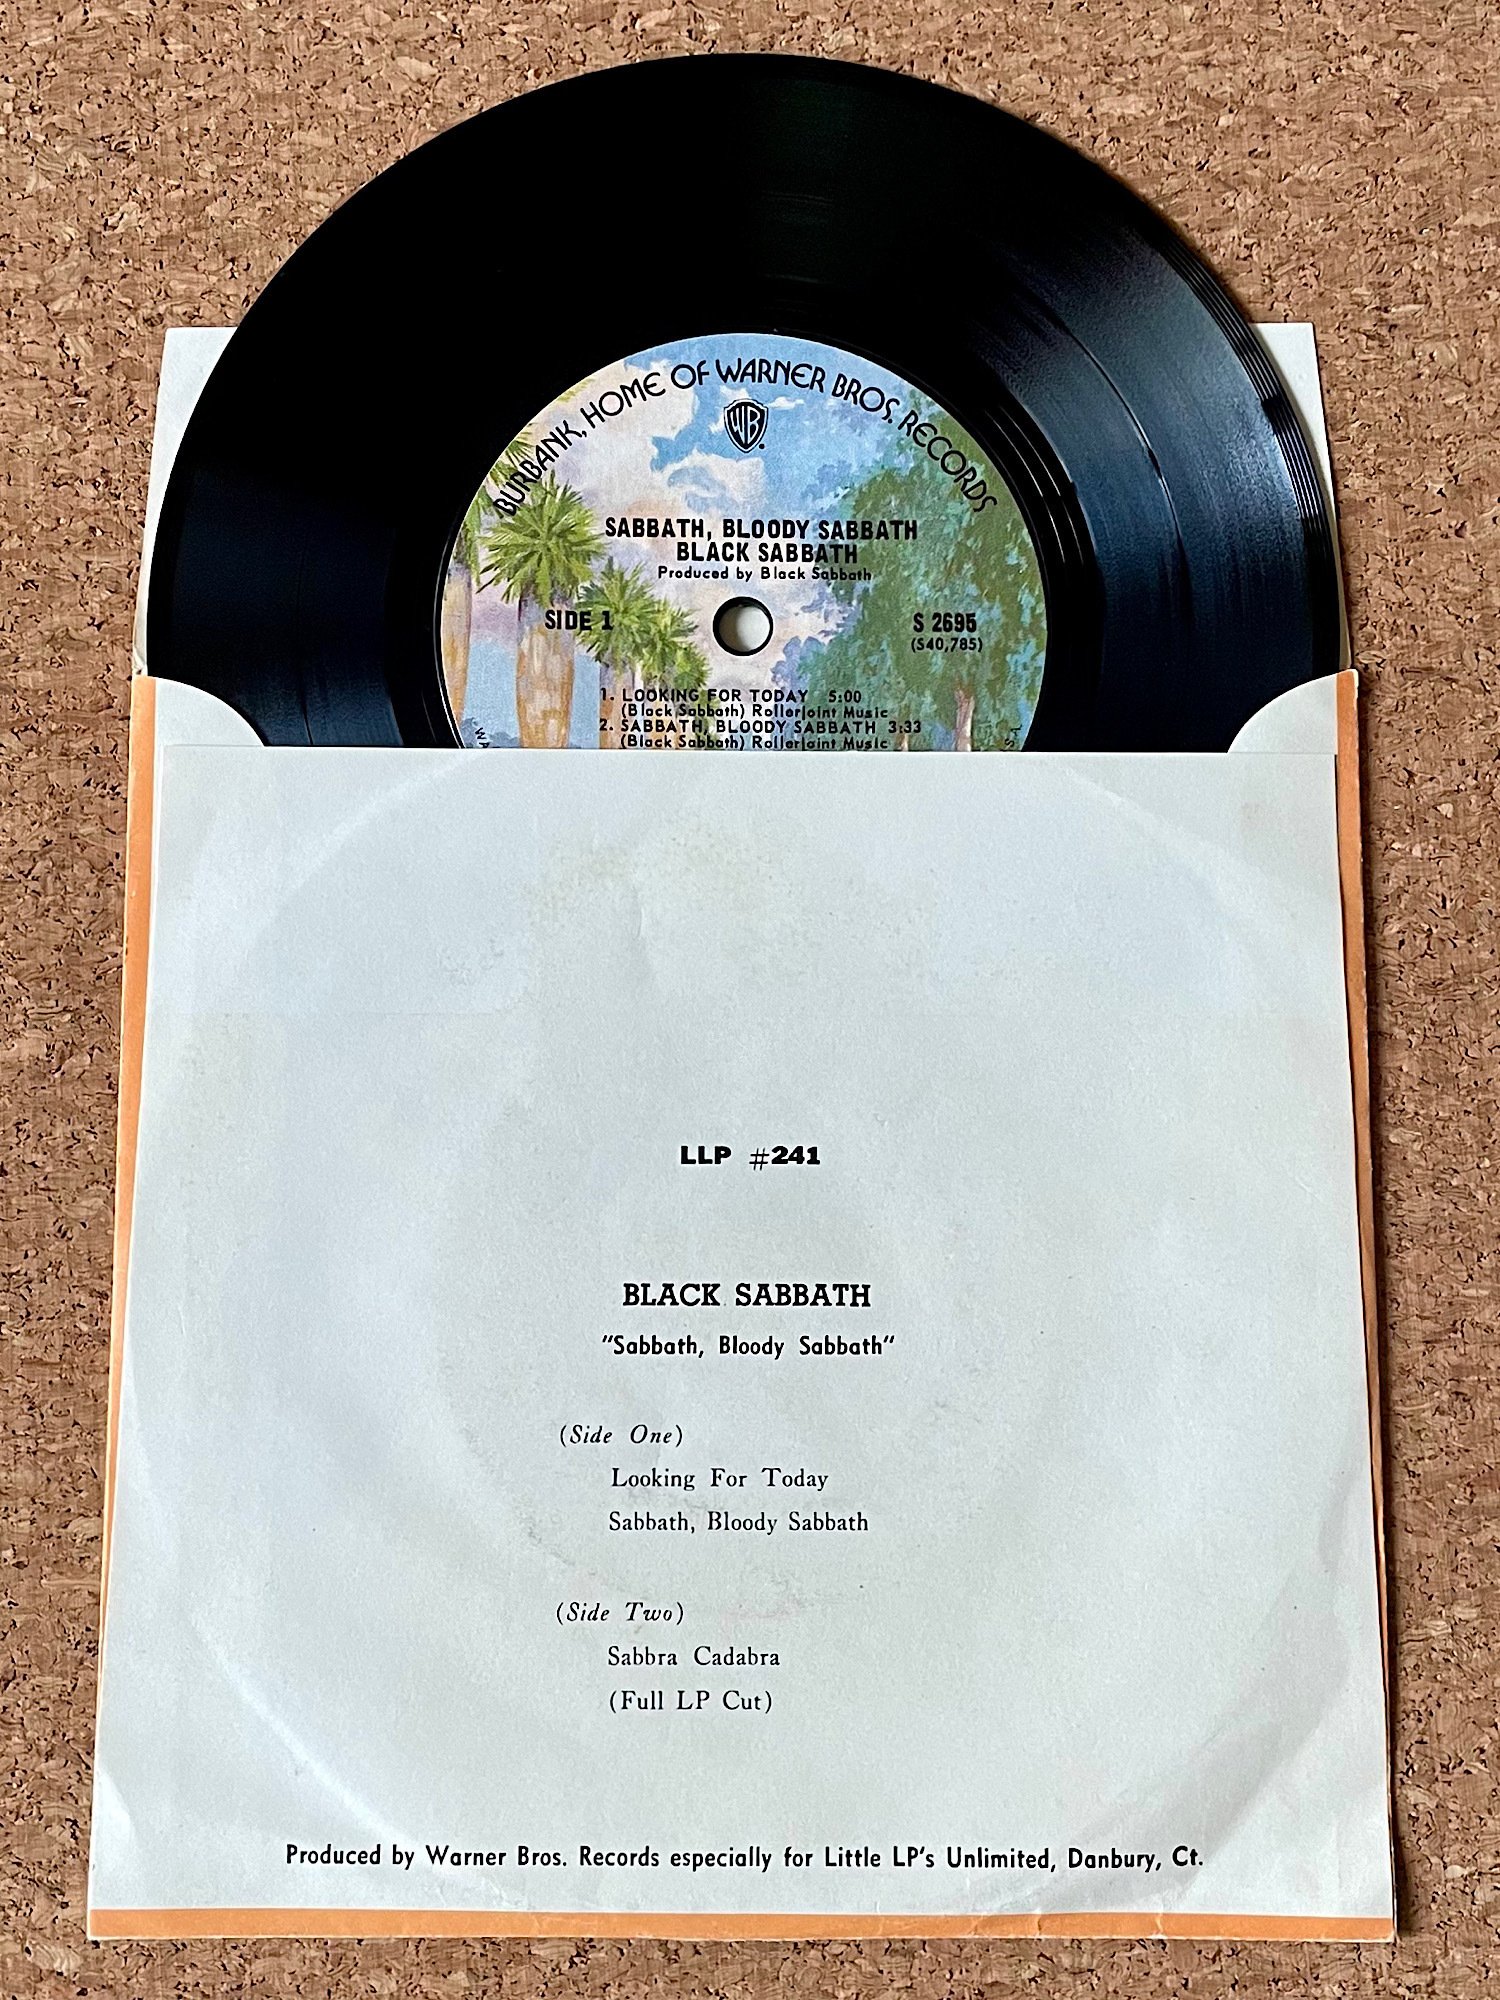 BURBANK, HOME OF WARNER BROS. RECORDS
WB
SABBATH, BLOODY SABBATH
BLACK SABBATH
Produced by Black Sabbath
SIDE 1
S 2695
(S40,785)
1. LOOKING FOR TODAY 5:00
(Black Sabbath) Rollerjoint Music
2. SABBATH, BLOODY SABBATH 3:33
(Black Sabbath) Rollerjoint Music
LLP #241
BLACK SABBATH
"Sabbath, Bloody Sabbath"
(Side One)
Looking For Today
Sabbath, Bloody Sabbath
(Side Two)
Sabbra Cadabra
(Full LP Cut)
Produced by Warner Bros. Records especially for Little LP's Unlimited, Danbury, Ct.